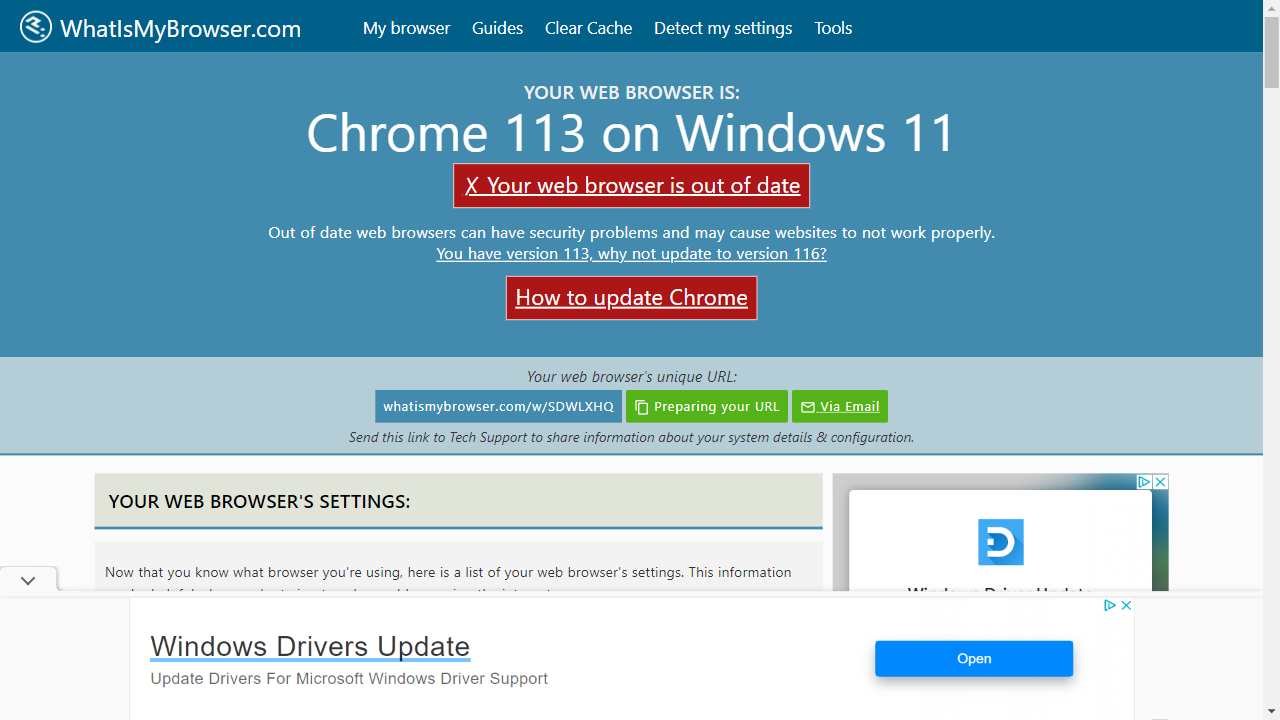 WhatIsMyBrowser.com
My browser
Guides
Clear Cache
Detect my settings
Tools
YOUR WEB BROWSER IS:
Chrome 113 on Windows 11
✗ Your web browser is out of date
Out of date web browsers can have security problems and may cause websites to not work properly.
You have version 113, why not update to version 116?
How to update Chrome
Your web browser's unique URL:
whatismybrowser.com/w/SDWLXHQ
Preparing your URL
Via Email
Send this link to Tech Support to share information about your system details & configuration.
YOUR WEB BROWSER'S SETTINGS:
Now that you know what browser you're using, here is a list of your web browser's settings. This information
Windows Driver Update
Windows Drivers Update
Update Drivers For Microsoft Windows Driver Support
Open